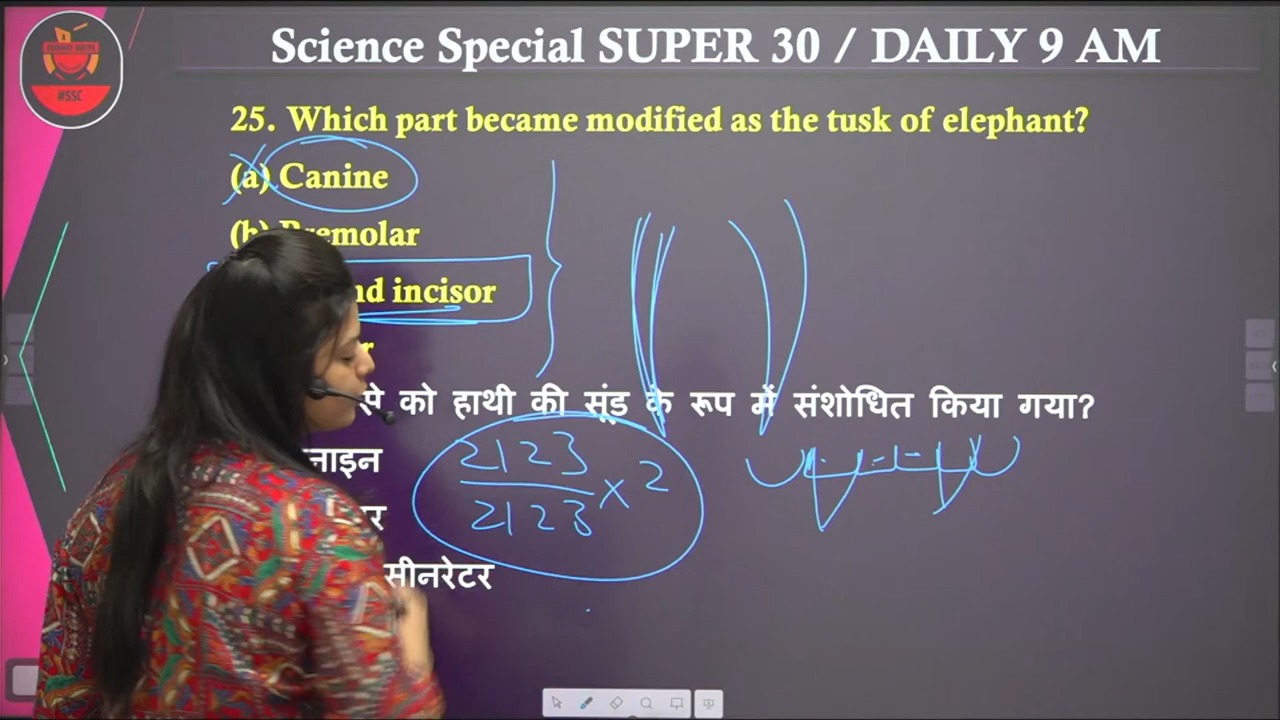 Science Special SUPER 30 / DAILY 9 AM
#SSC
25. Which part became modified as the tusk of elephant?
(a) Canine
(b) Premolar
nd incisor
r
से को हाथी की सूंड के रूप में संशोधित किया गया?
नाइन
2123
2123 × 2
र
सीनरेटर